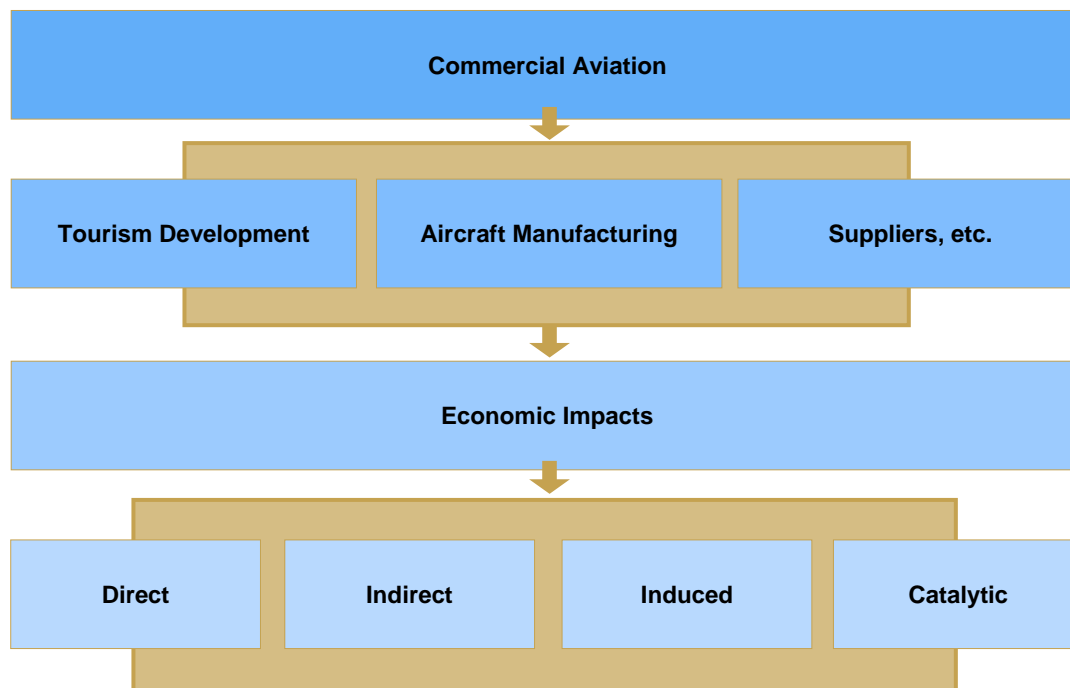 Commercial Aviation
Tourism Development
Aircraft Manufacturing
Suppliers, etc.
Economic Impacts
Direct
Indirect
Induced
Catalytic